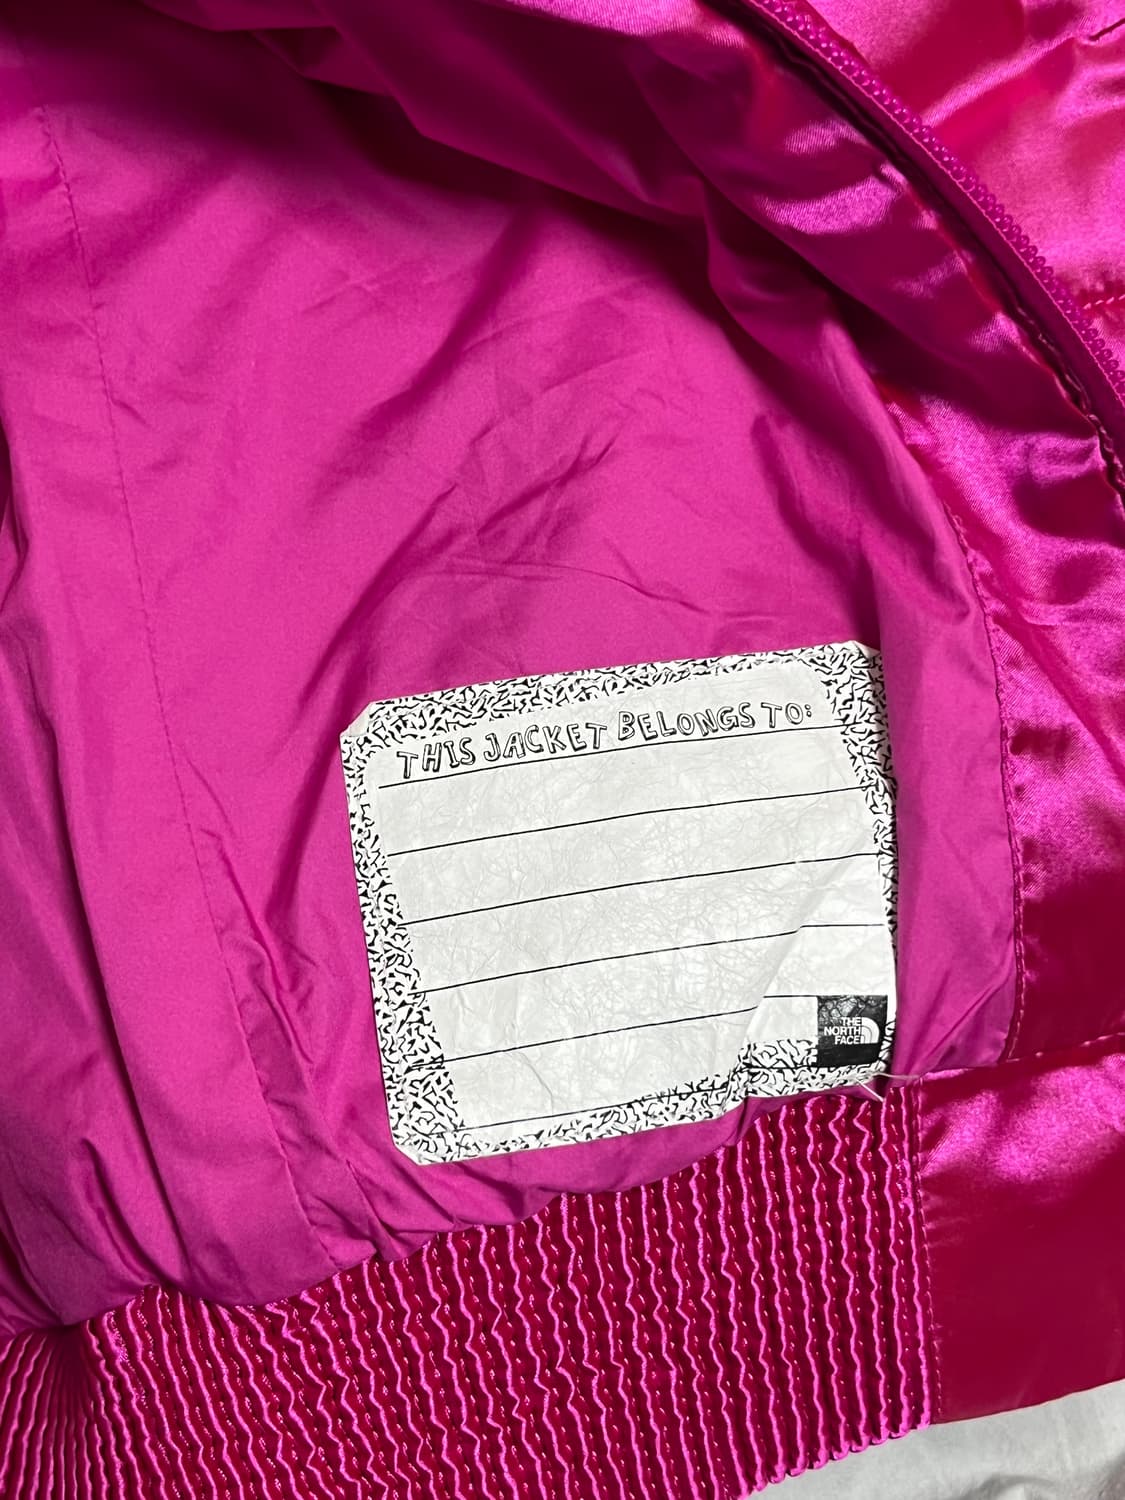 THIS JACKET BELONGS TO:
THE
NORTH
FACE